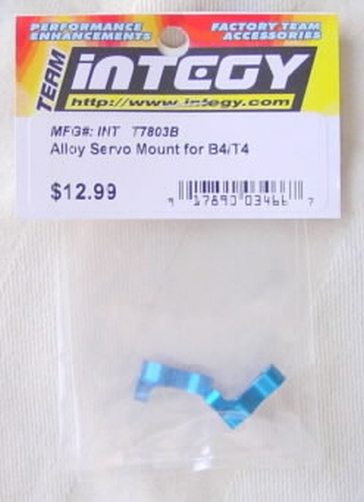 PERFORMANCE ENHANCEMENTS
FACTORY TEAM ACCESSORIES
TEAM
iNTEGY
http://www.integy.com
MFG#: INT T7803B
Alloy Servo Mount for B4/T4
$12.99
9 17890 03466 7